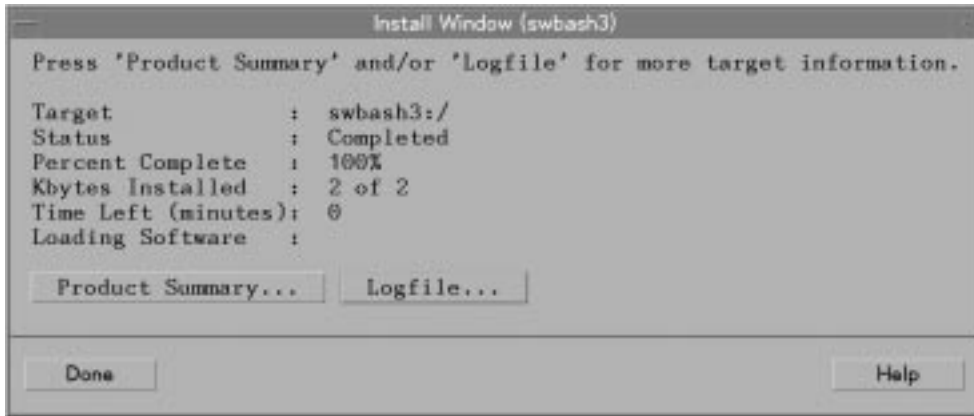 Install Window (swbash3)
Press 'Product Summary' and/or 'Logfile' for more target information.
Target : swbash3:/
Status : Completed
Percent Complete : 100%
Kbytes Installed : 2 of 2
Time Left (minutes): 0
Loading Software :
Product Summary... Logfile...
Done Help